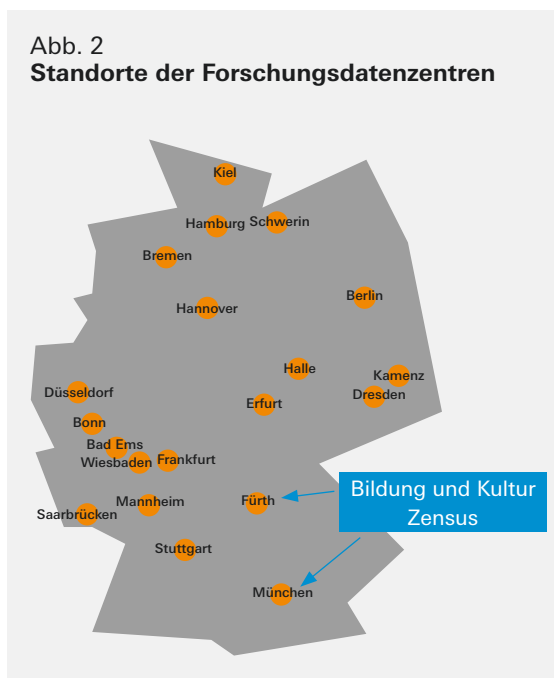 Abb. 2
Standorte der Forschungsdatenzentren
Kiel
Hamburg
Schwerin
Bremen
Berlin
Hannover
Halle
Kamenz
Düsseldorf
Dresden
Erfurt
Bonn
Bad Ems
Wiesbaden
Frankfurt
Mannheim
Fürth
Bildung und Kultur
Zensus
Saarbrücken
Stuttgart
München